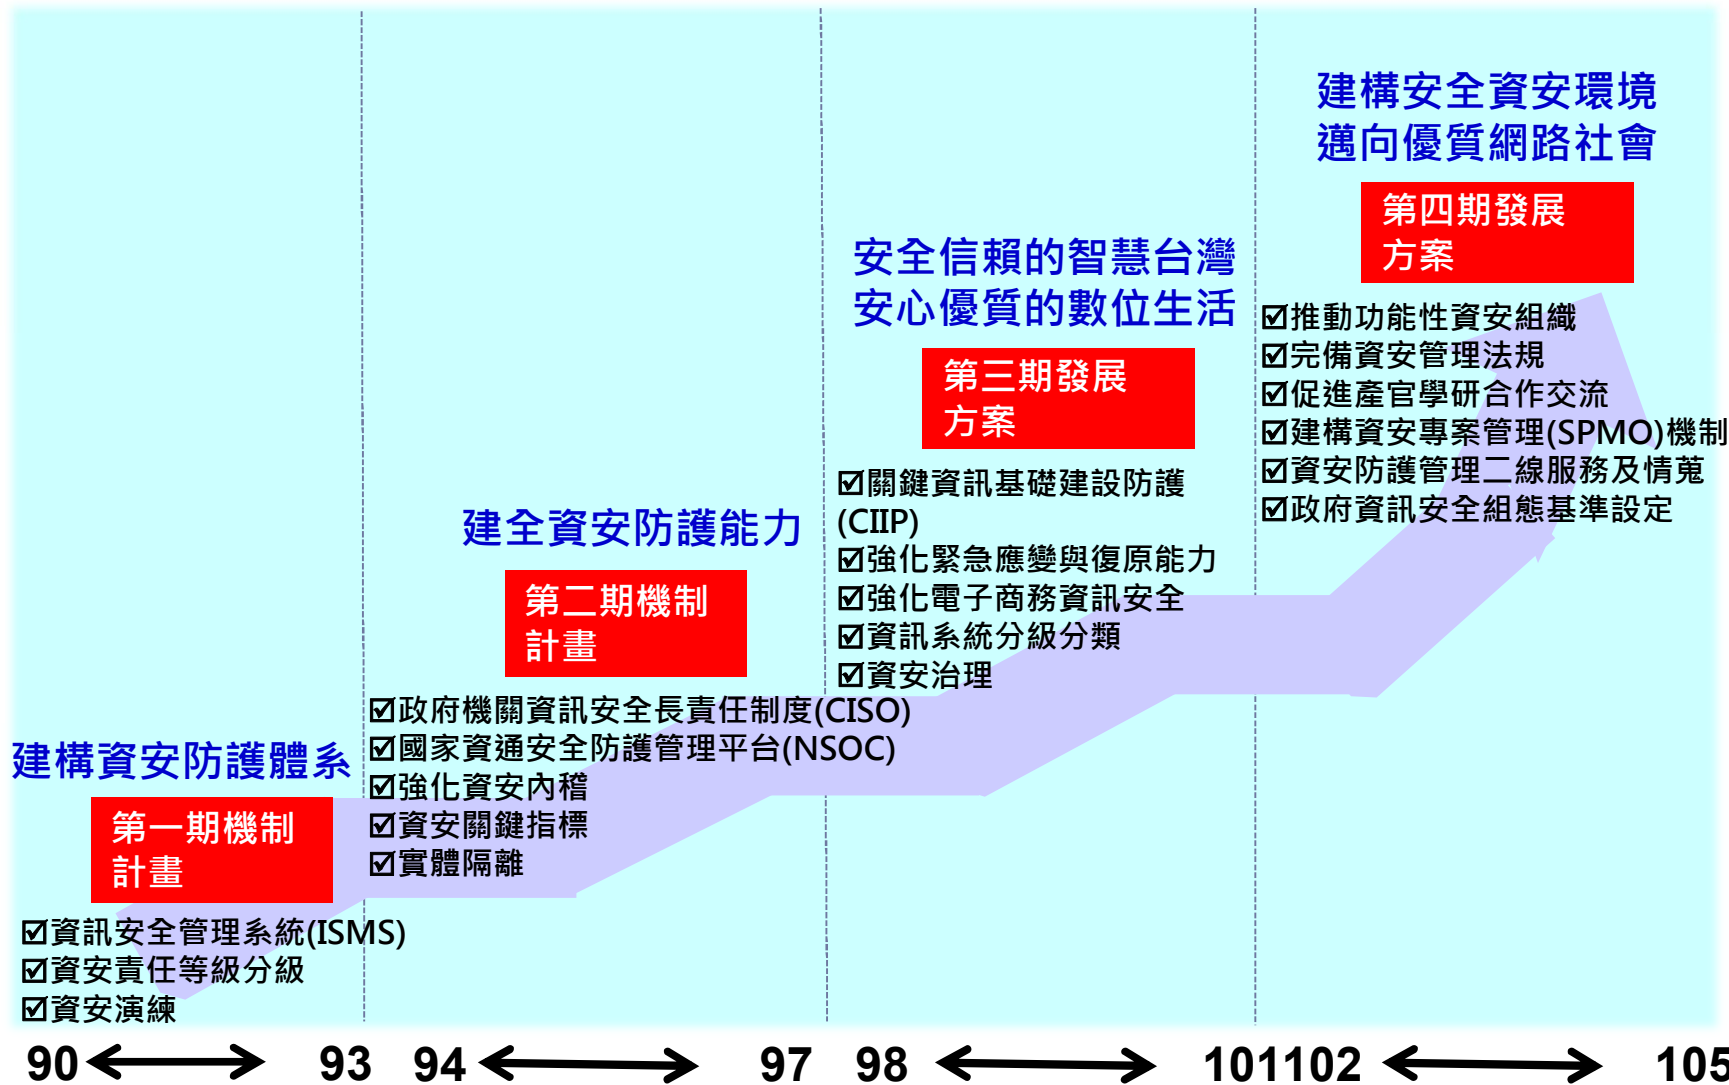 建構安全資安環境
邁向優質網路社會
第四期發展
方案
☑推動功能性資安組織
☑完備資安管理法規
☑促進產官學研合作交流
☑建構資安專案管理(SPMO)機制
☑資安防護管理二線服務及情蒐
☑政府資訊安全組態基準設定
安全信賴的智慧台灣
安心優質的數位生活
第三期發展
方案
☑關鍵資訊基礎建設防護
(CIIP)
☑強化緊急應變與復原能力
☑強化電子商務資訊安全
☑資訊系統分級分類
☑資安治理
建全資安防護能力
第二期機制
計畫
☑政府機關資訊安全長責任制度(CISO)
☑國家資通安全防護管理平台(NSOC)
☑強化資安內稽
☑資安關鍵指標
☑實體隔離
建構資安防護體系
第一期機制
計畫
☑資訊安全管理系統(ISMS)
☑資安責任等級分級
☑資安演練
90 93 94 97 98 101102 105